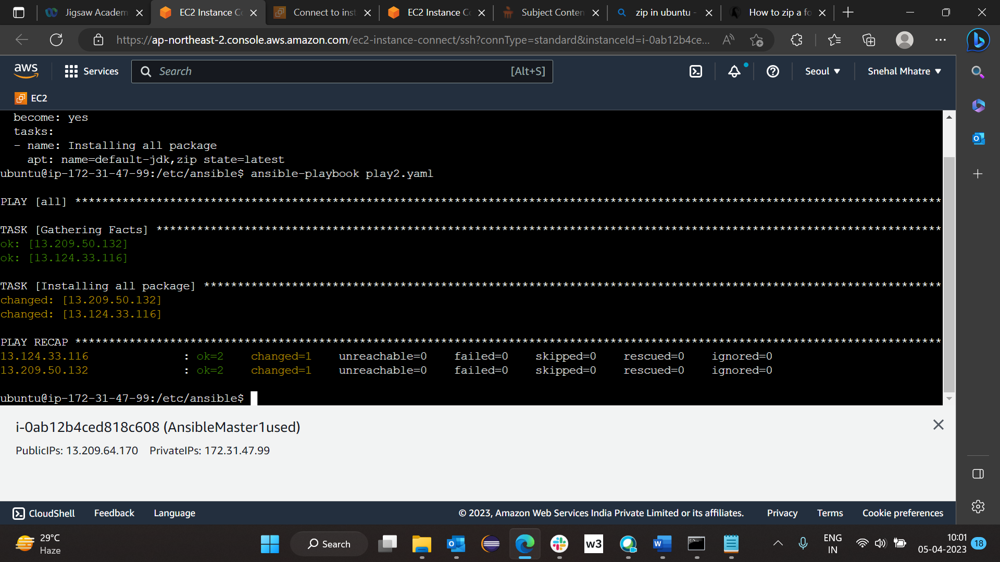 Jigsaw Academ
EC2 Instance Co
Connect to inst
EC2 Instance Co
Subject Conten
zip in ubuntu -
How to zip a fo
https://ap-northeast-2.console.aws.amazon.com/ec2-instance-connect/ssh?connType=standard&instanceId=i-0ab12b4ce...
aws
Services
Search
[Alt+S]
Seoul
Snehal Mhatre
EC2
become: yes
tasks:
- name: Installing all package
apt: name=default-jdk,zip state=latest
ubuntu@ip-172-31-47-99:/etc/ansible$ ansible-playbook play2.yaml
PLAY [all] ********************************************************************************************************************************
TASK [Gathering Facts] ********************************************************************************************************************
ok: [13.209.50.132]
ok: [13.124.33.116]
TASK [Installing all package] *************************************************************************************************************
changed: [13.209.50.132]
changed: [13.124.33.116]
PLAY RECAP ********************************************************************************************************************************
13.124.33.116 : ok=2 changed=1 unreachable=0 failed=0 skipped=0 rescued=0 ignored=0
13.209.50.132 : ok=2 changed=1 unreachable=0 failed=0 skipped=0 rescued=0 ignored=0
ubuntu@ip-172-31-47-99:/etc/ansible$
i-0ab12b4ced818c608 (AnsibleMaster1used)
PublicIPs: 13.209.64.170 PrivateIPs: 172.31.47.99
CloudShell
Feedback
Language
© 2023, Amazon Web Services India Private Limited or its affiliates.
Privacy
Terms
Cookie preferences
29°C
Haze
Search
w3
ENG
IN
10:01
05-04-2023
18